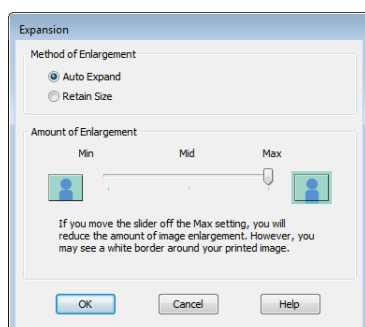 Expansion
Method of Enlargement
Auto Expand
Retain Size
Amount of Enlargement
Min Mid Max
If you move the slider off the Max setting, you will
reduce the amount of image enlargement. However, you
may see a white border around your printed image.
OK Cancel Help